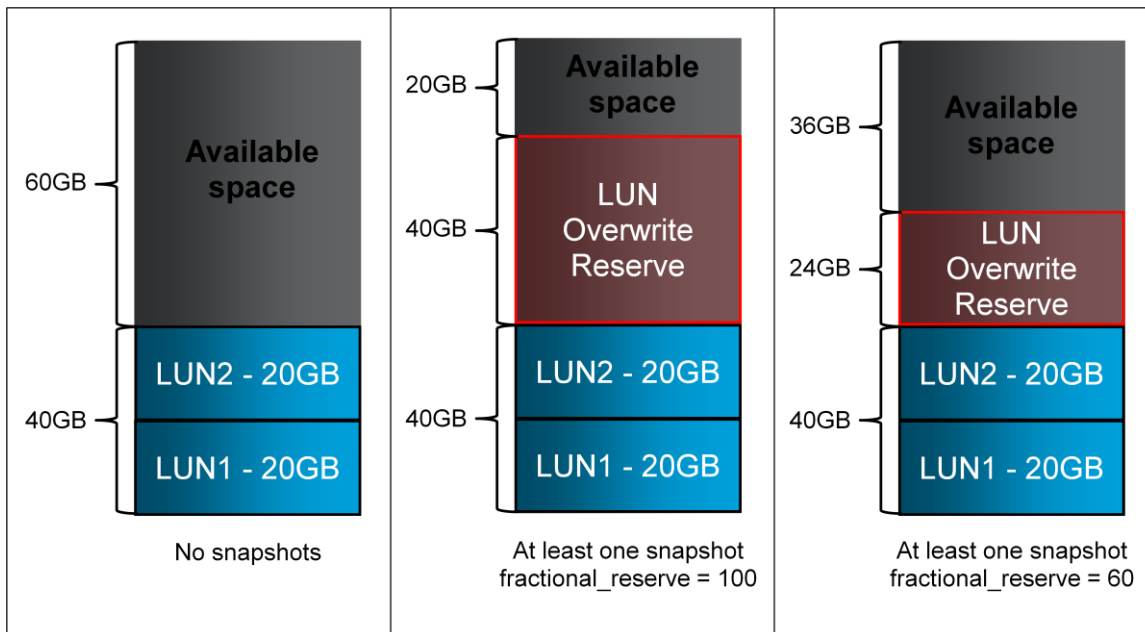 60GB
Available
space
40GB
LUN2 - 20GB
LUN1 - 20GB
No snapshots
20GB
Available
space
40GB
LUN
Overwrite
Reserve
40GB
LUN2 - 20GB
LUN1 - 20GB
At least one snapshot
fractional_reserve = 100
36GB
Available
space
24GB
LUN
Overwrite
Reserve
40GB
LUN2 - 20GB
LUN1 - 20GB
At least one snapshot
fractional_reserve = 60